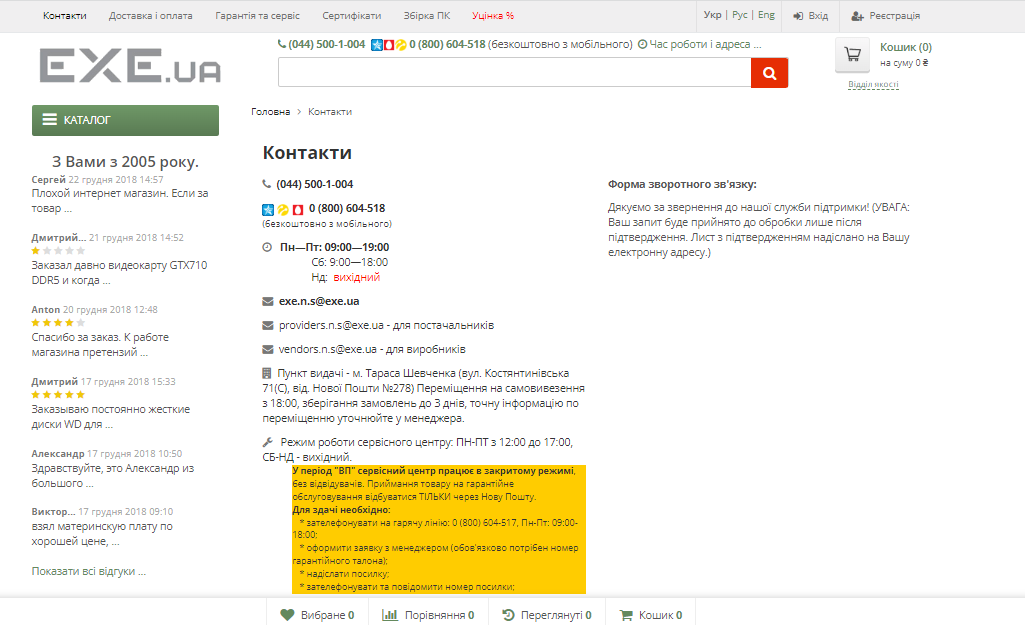 Контакти Доставка і оплата Гарантія та сервіс Сертифікати Збірка ПК Уцінка % Укр | Рус | Eng Вхід Реєстрація
EXE.UA
(044) 500-1-004 0 (800) 604-518 (безкоштовно з мобільного) Час роботи і адреса ...
Кошик (0)
на суму 0 ₴
Відділ якості
КАТАЛОГ
Головна > Контакти
З Вами з 2005 року.
Сергей 22 грудня 2018 14:57
Плохой интернет магазин. Если за
товар ...
Дмитрий... 21 грудня 2018 14:52
Заказал давно видеокарту GTX710
DDR5 и когда ...
Anton 20 грудня 2018 12:48
Спасибо за заказ. К работе
магазина претензий ...
Дмитрий 17 грудня 2018 15:33
Заказываю постоянно жесткие
диски WD для ...
Александр 17 грудня 2018 10:50
Здравствуйте, это Александр из
большого ...
Виктор... 17 грудня 2018 09:10
взял материнскую плату по
хорошей цене, ...
Показати всі відгуки ...
Контакти
(044) 500-1-004
0 (800) 604-518
(безкоштовно з мобільного)
Пн—Пт: 09:00—19:00
Сб: 9:00—18:00
Нд: вихідний
exe.n.s@exe.ua
providers.n.s@exe.ua - для постачальників
vendors.n.s@exe.ua - для виробників
Пункт видачі - м. Тараса Шевченка (вул. Костянтинівська
71(С), від. Нової Пошти №278) Переміщення на самовивезення
з 18:00, зберігання замовлень до 3 днів, точну інформацію по
переміщенню уточнюйте у менеджера.
Режим роботи сервісного центру: ПН-ПТ з 12:00 до 17:00,
СБ-НД - вихідний.
У період "ВП" сервісний центр працює в закритому режимі,
без відвідувачів. Приймання товару на гарантійне
обслуговування відбуватися ТІЛЬКИ через Нову Пошту.
Для здачі необхідно:
* зателефонувати на гарячу лінію: 0 (800) 604-517, Пн-Пт: 09:00-
18:00;
* оформити заявку з менеджером (обов'язково потрібен номер
гарантійного талона);
* надіслати посилку;
* зателефонувати та повідомити номер посилки;
Форма зворотного зв'язку:
Дякуємо за звернення до нашої служби підтримки! (УВАГА:
Ваш запит буде прийнято до обробки лише після
підтвердження. Лист з підтвердженням надіслано на Вашу
електронну адресу.)
Вибране 0 Порівняння 0 Переглянуті 0 Кошик 0